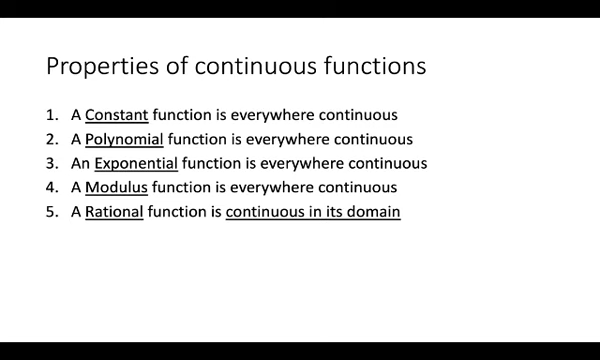 Properties of continuous functions
1. A Constant function is everywhere continuous
2. A Polynomial function is everywhere continuous
3. An Exponential function is everywhere continuous
4. A Modulus function is everywhere continuous
5. A Rational function is continuous in its domain